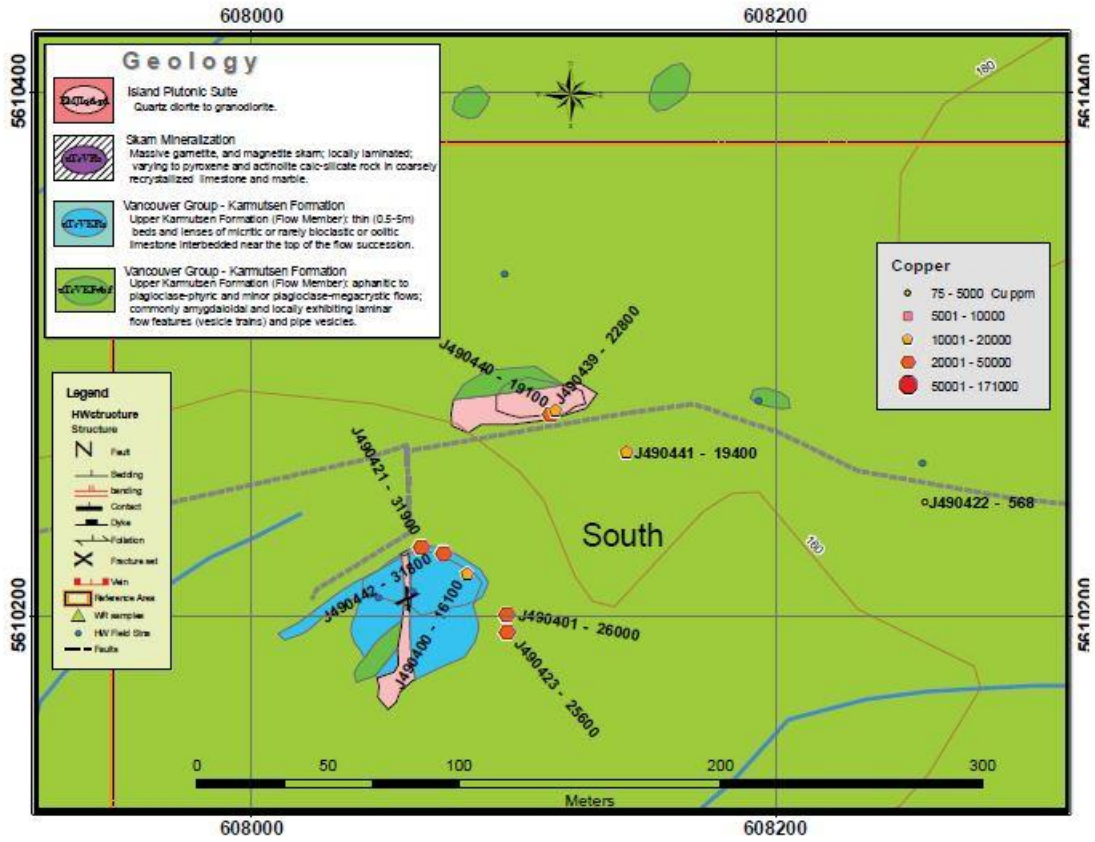 608000
608200
5610400
5610400
Geology
Island Plutonic Suite
Quartz diorite to granodiorite.
Skarn Mineralization
Massive garnetite, and magnetite skarn; locally laminated;
varying to pyroxene and actinolite calc-silicate rock in coarsely
recrystallized limestone and marble.
Vancouver Group - Karmutsen Formation
Upper Karmutsen Formation (Flow Member): thin (0.5-5m)
beds and lenses of micritic or rarely bioclastic or oolitic
limestone interbedded near the top of the flow succession.
Vancouver Group - Karmutsen Formation
Upper Karmutsen Formation (Flow Member): aphanitic to
plagioclase-phyric and minor plagioclase-megacrystic flows;
commonly amygdaloidal and locally exhibiting laminar
flow features (vesicle trains) and pipe vesicles.
180
Copper
75 - 5000 Cu ppm
5001 - 10000
10001 - 20000
20001 - 50000
50001 - 171000
Legend
HWstructure
Structure
Fault
Bedding
bending
Contact
Dyke
Foliation
Fracture set
Vein
Reference Area
WR samples
HW Field Stns
Faults
J490440 - 19100
J490439 - 22800
J490441 - 19400
J490421 - 31900
J490422 - 568
South
160
J490442 - 31800
J490400 - 16100
J490401 - 26000
J490423 - 25600
5610200
5610200
0 50 100 200 300
Meters
608000
608200